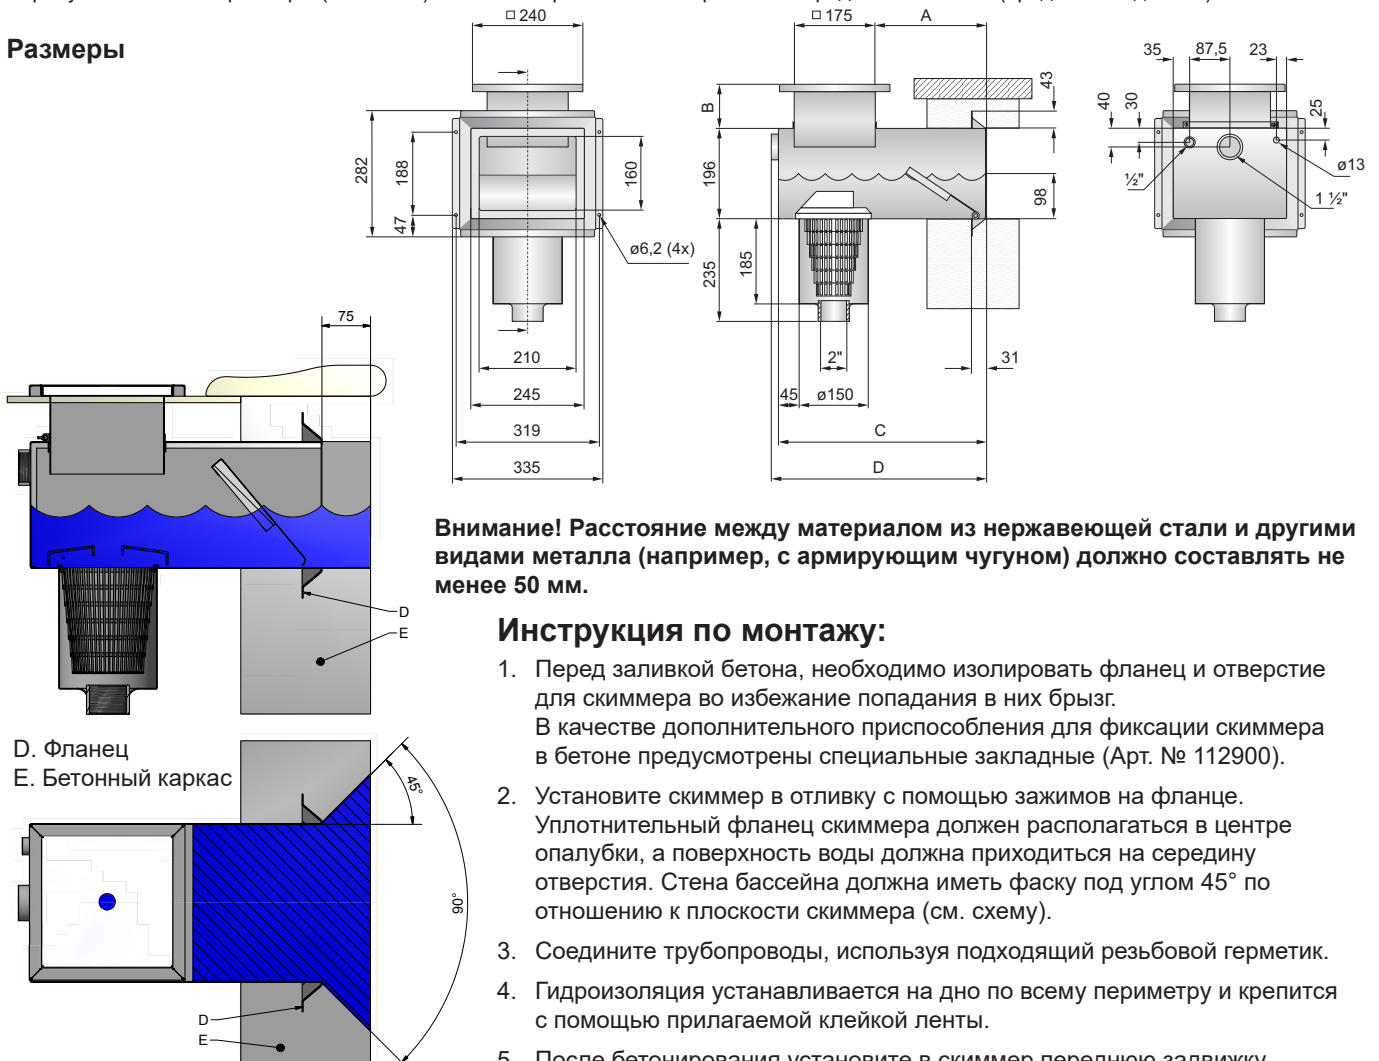 Размеры
□ 240
282
188
47
160
ø6,2 (4x)
210
245
319
335
□ 175
A
B
43
196
98
235
185
2"
31
45
ø150
C
D
35
87,5
23
40
30
25
½"
ø13
1 ½"
75
D
E
D. Фланец
E. Бетонный каркас
45°
90°
D
E
Внимание! Расстояние между материалом из нержавеющей стали и другими
видами металла (например, с армирующим чугуном) должно составлять не
менее 50 мм.
Инструкция по монтажу:
1. Перед заливкой бетона, необходимо изолировать фланец и отверстие
для скиммера во избежание попадания в них брызг.
В качестве дополнительного приспособления для фиксации скиммера
в бетоне предусмотрены специальные закладные (Арт. № 112900).
2. Установите скиммер в отливку с помощью зажимов на фланце.
Уплотнительный фланец скиммера должен располагаться в центре
опалубки, а поверхность воды должна приходиться на середину
отверстия. Стена бассейна должна иметь фаску под углом 45° по
отношению к плоскости скиммера (см. схему).
3. Соедините трубопроводы, используя подходящий резьбовой герметик.
4. Гидроизоляция устанавливается на дно по всему периметру и крепится
с помощью прилагаемой клейкой ленты.
5. После бетонирования установите в скиммер переднюю задвижку